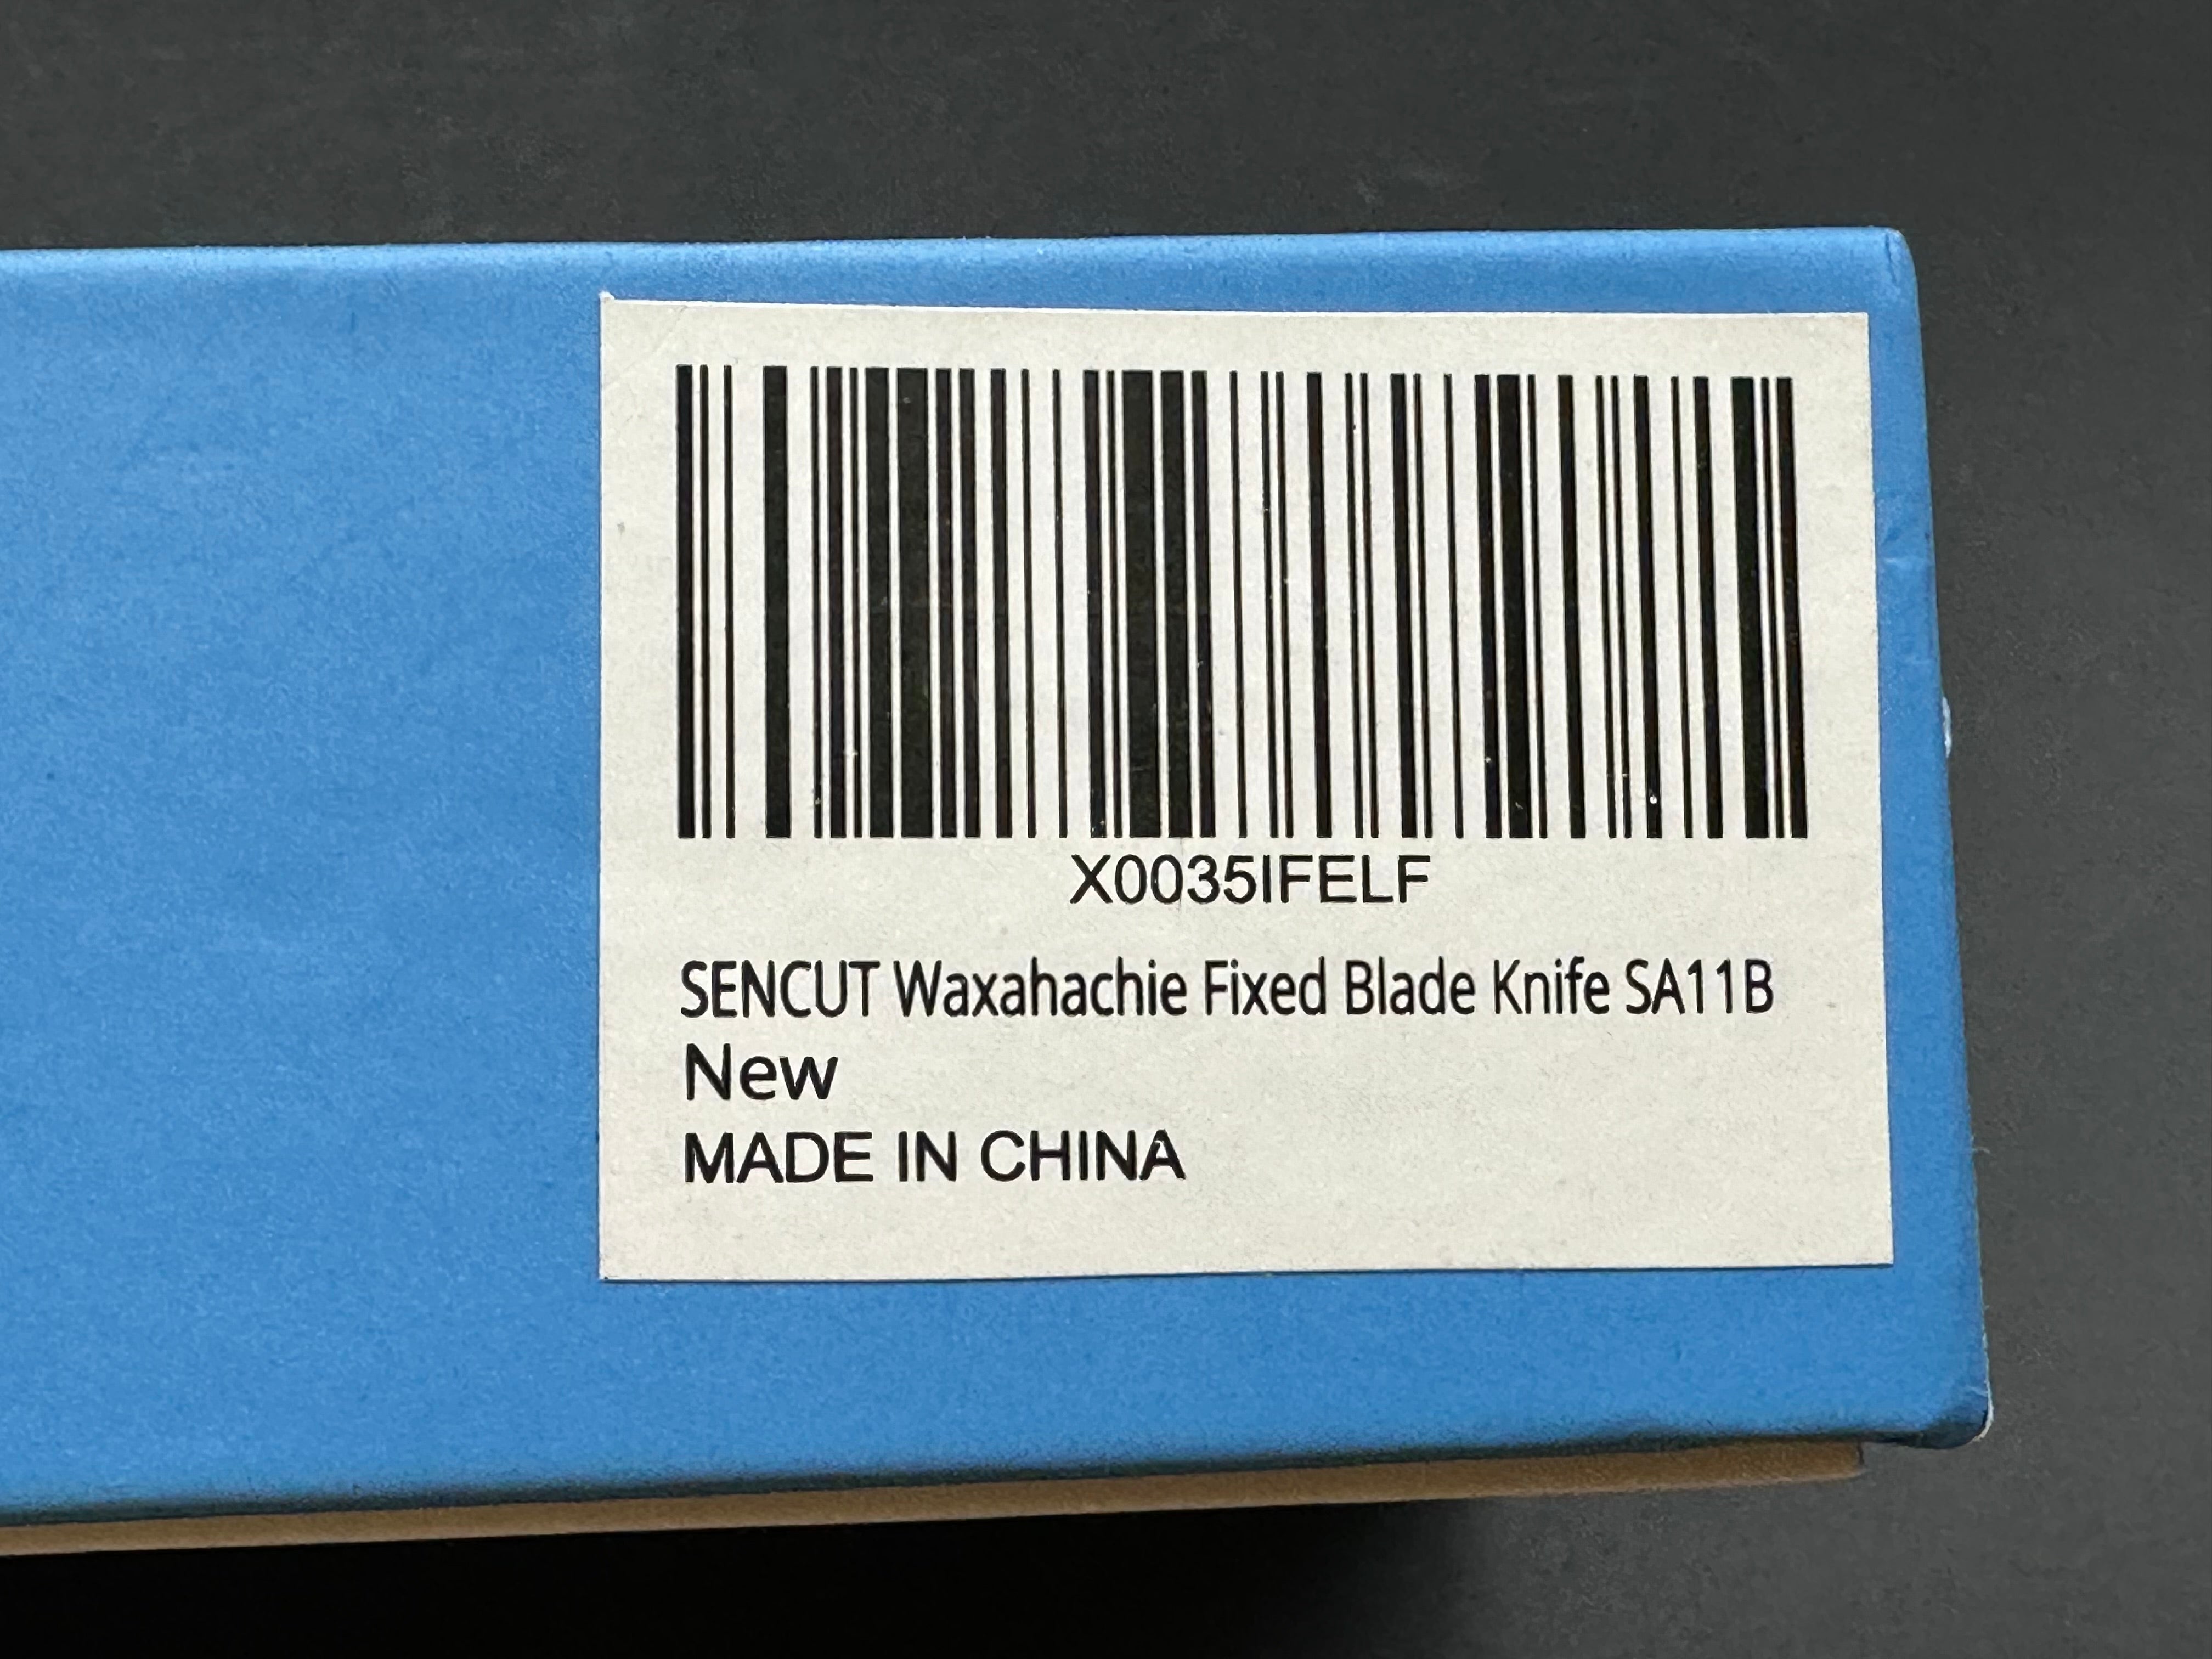 X0035IFELF
SENCUT Waxahachie Fixed Blade Knife SA11B
New
MADE IN CHINA